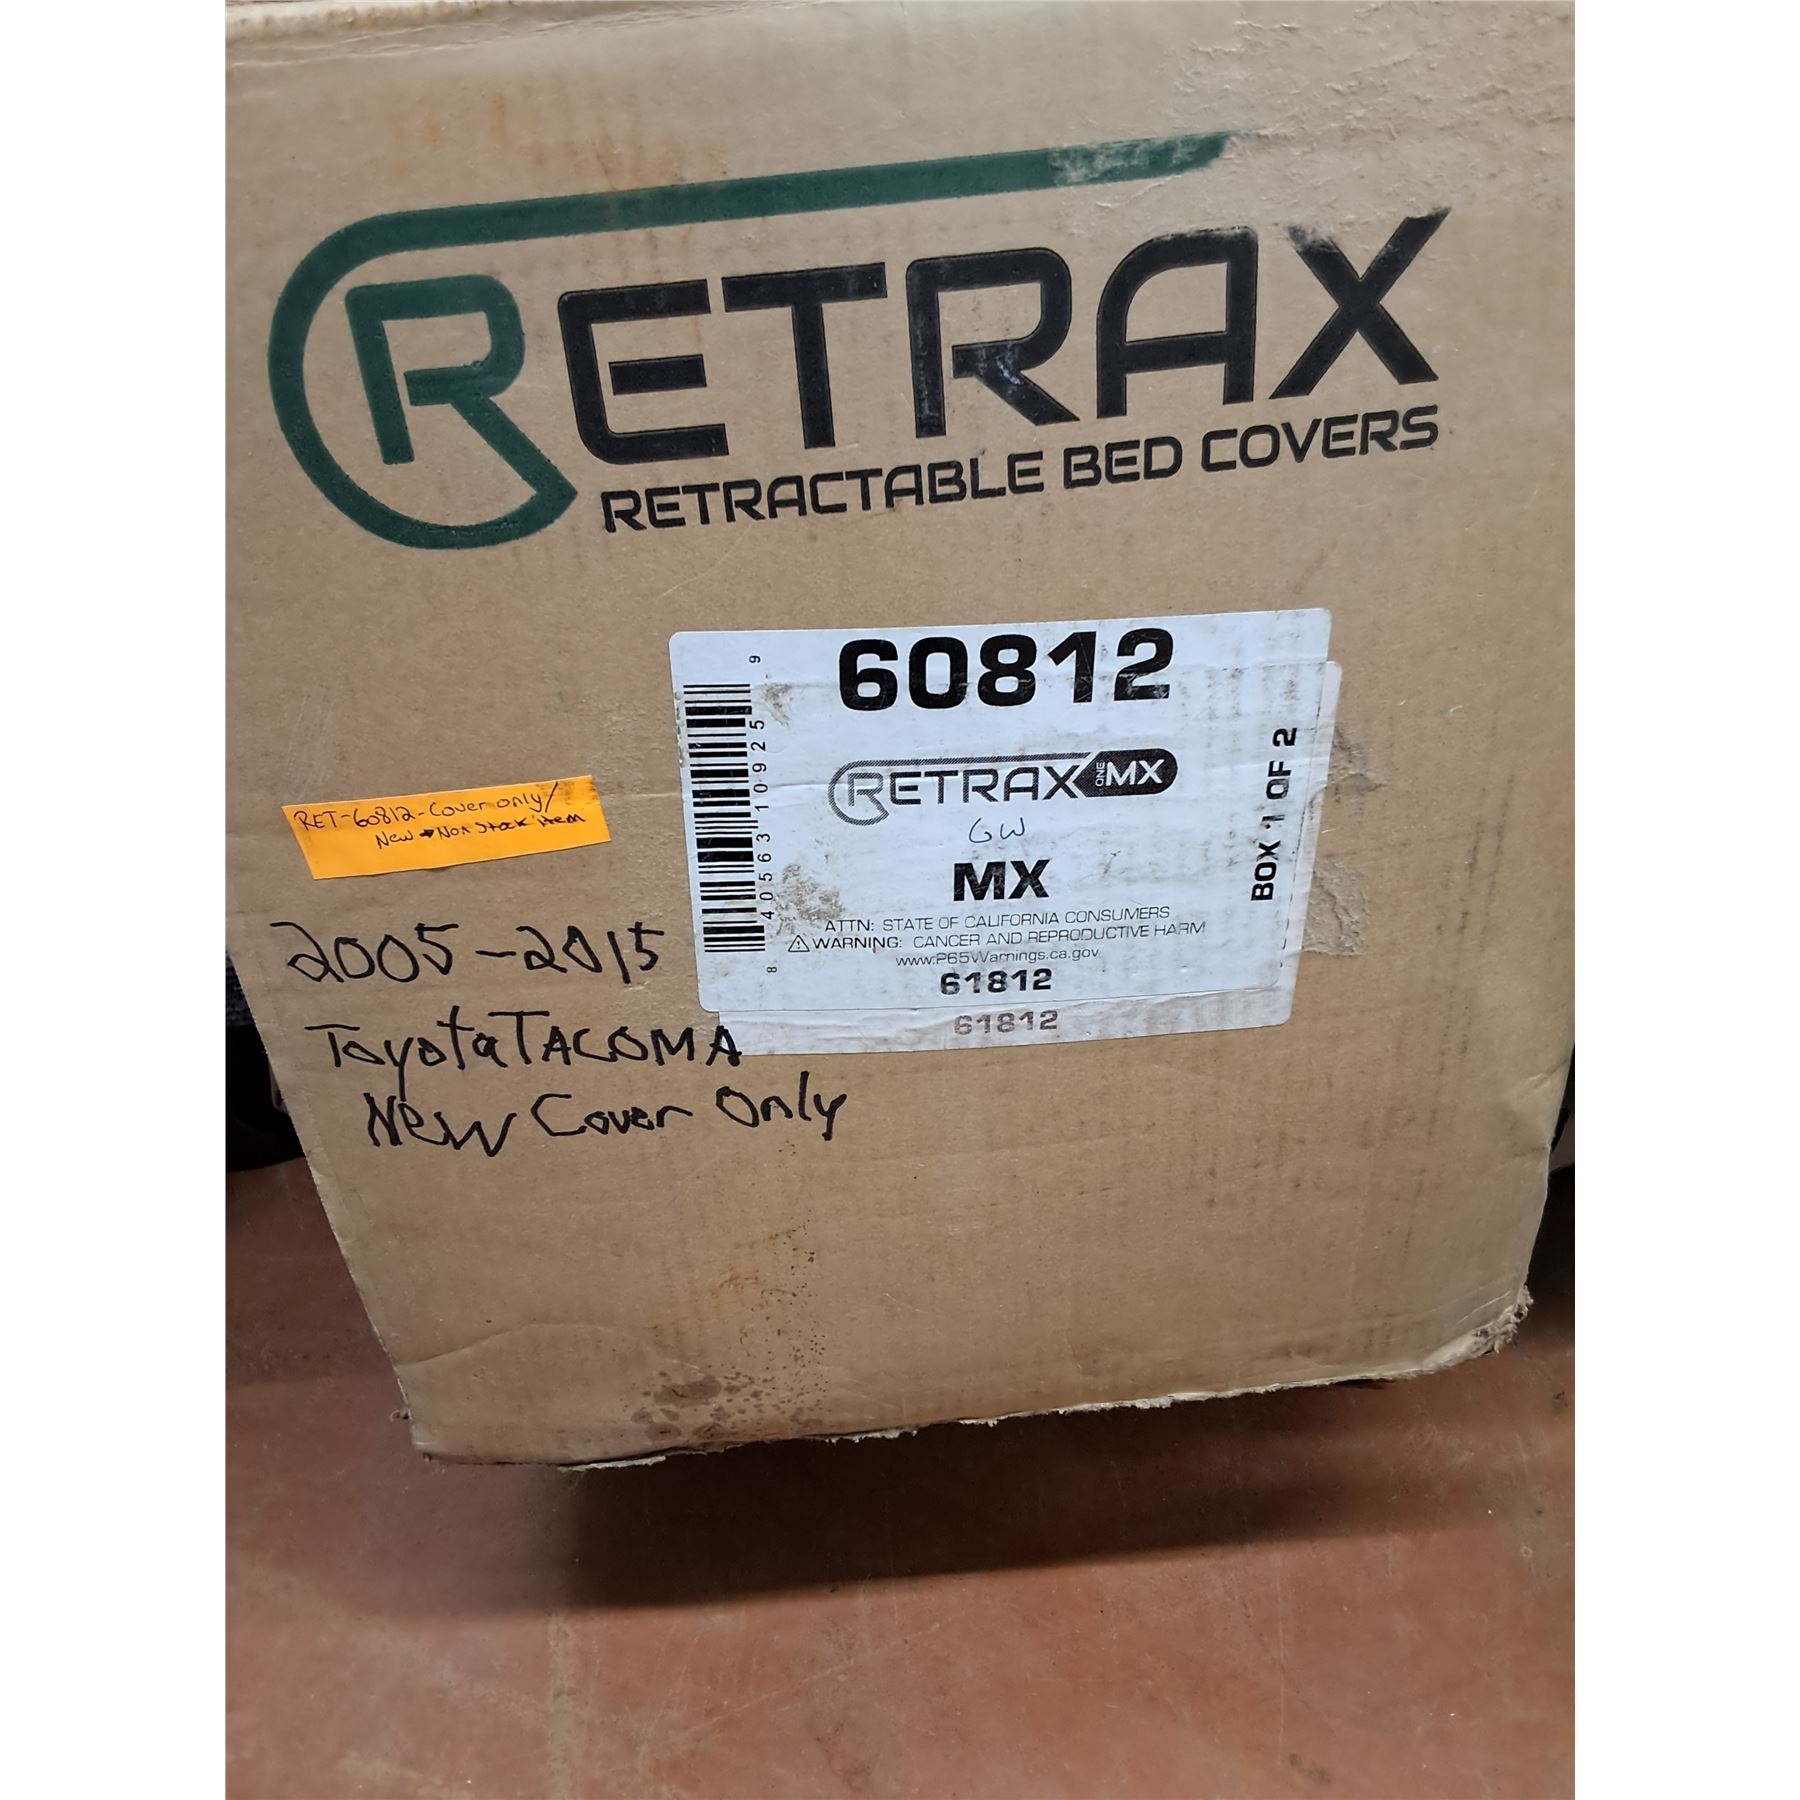 RETRAX
RETRACTABLE BED COVERS
60812
RETRAX ONE MX
GW
MX
ATTN: STATE OF CALIFORNIA CONSUMERS
⚠ WARNING: CANCER AND REPRODUCTIVE HARM
www.P65Warnings.ca.gov
61812
61812
BOX 1 OF 2
8 40563 10925 9
RET-60812-Cover only/
New Non Stock item
2005-2015
Toyota TACOMA
New Cover Only